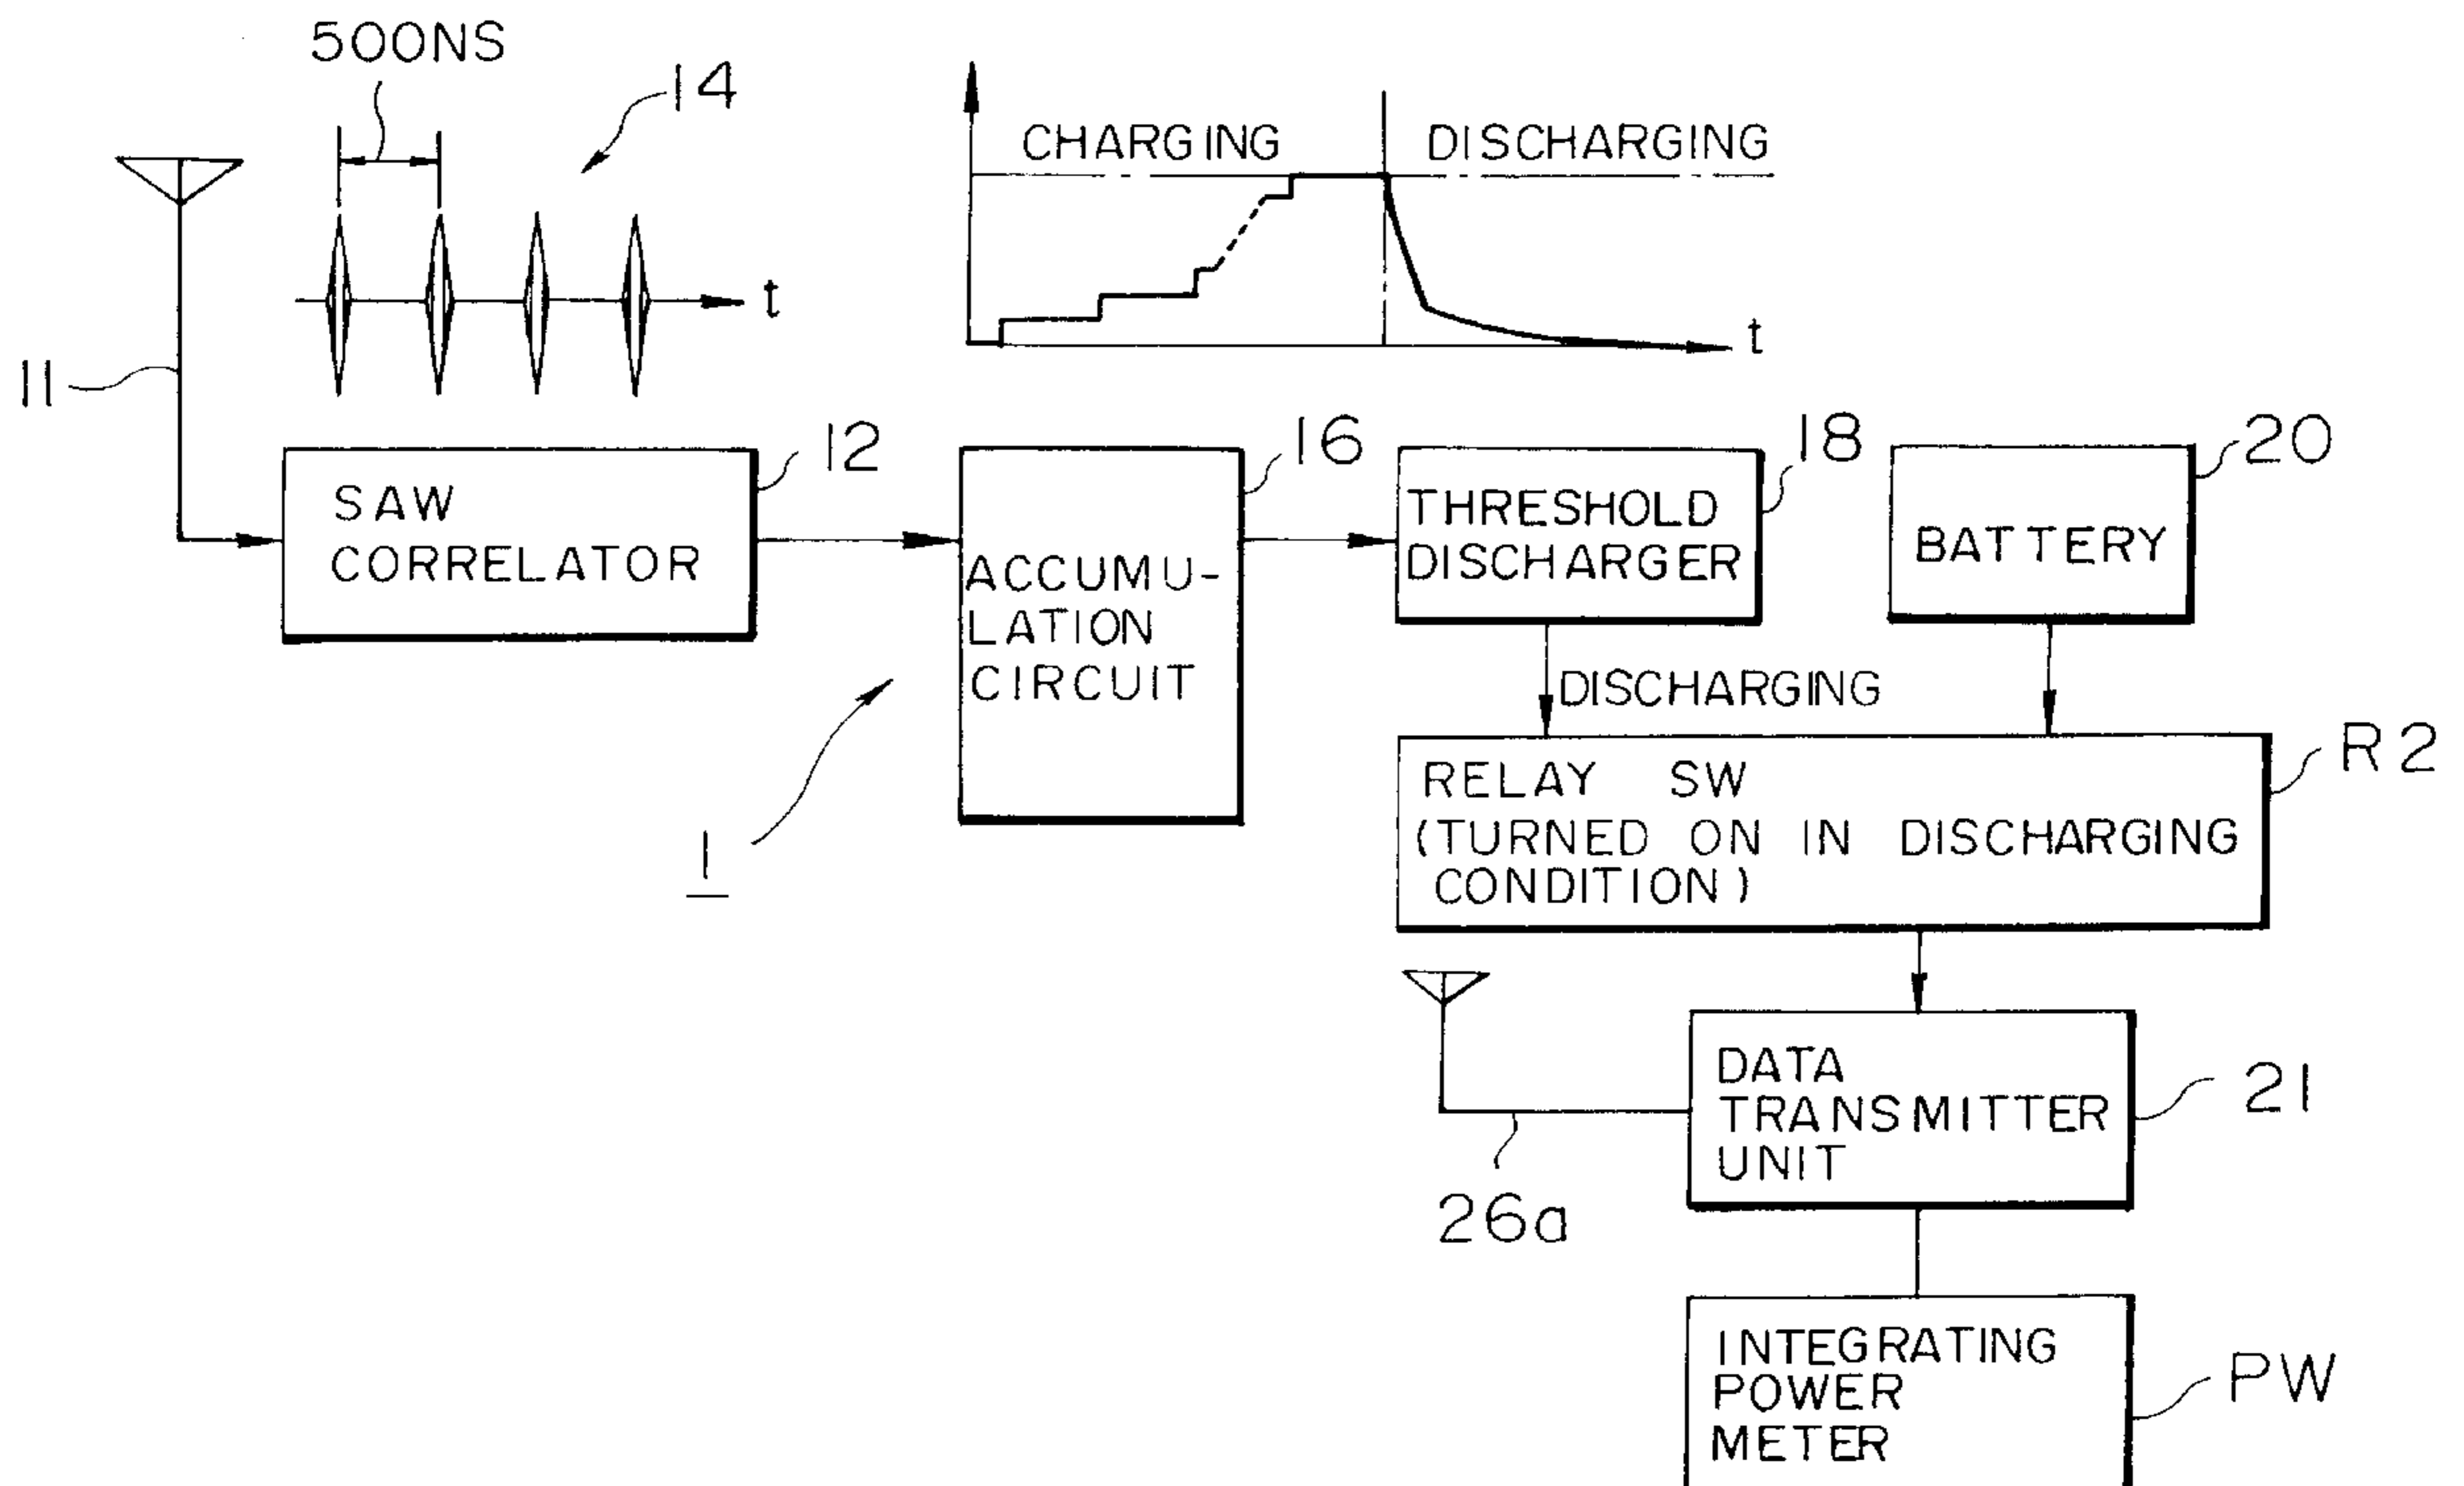 500NS
14
CHARGING
DISCHARGING
t
t
11
12
16
18
20
SAW
CORRELATOR
ACCUMU-
LATION
CIRCUIT
THRESHOLD
DISCHARGER
BATTERY
DISCHARGING
R2
RELAY SW
(TURNED ON IN DISCHARGING
CONDITION)
1
DATA
TRANSMITTER
UNIT
21
26a
INTEGRATING
POWER
METER
PW